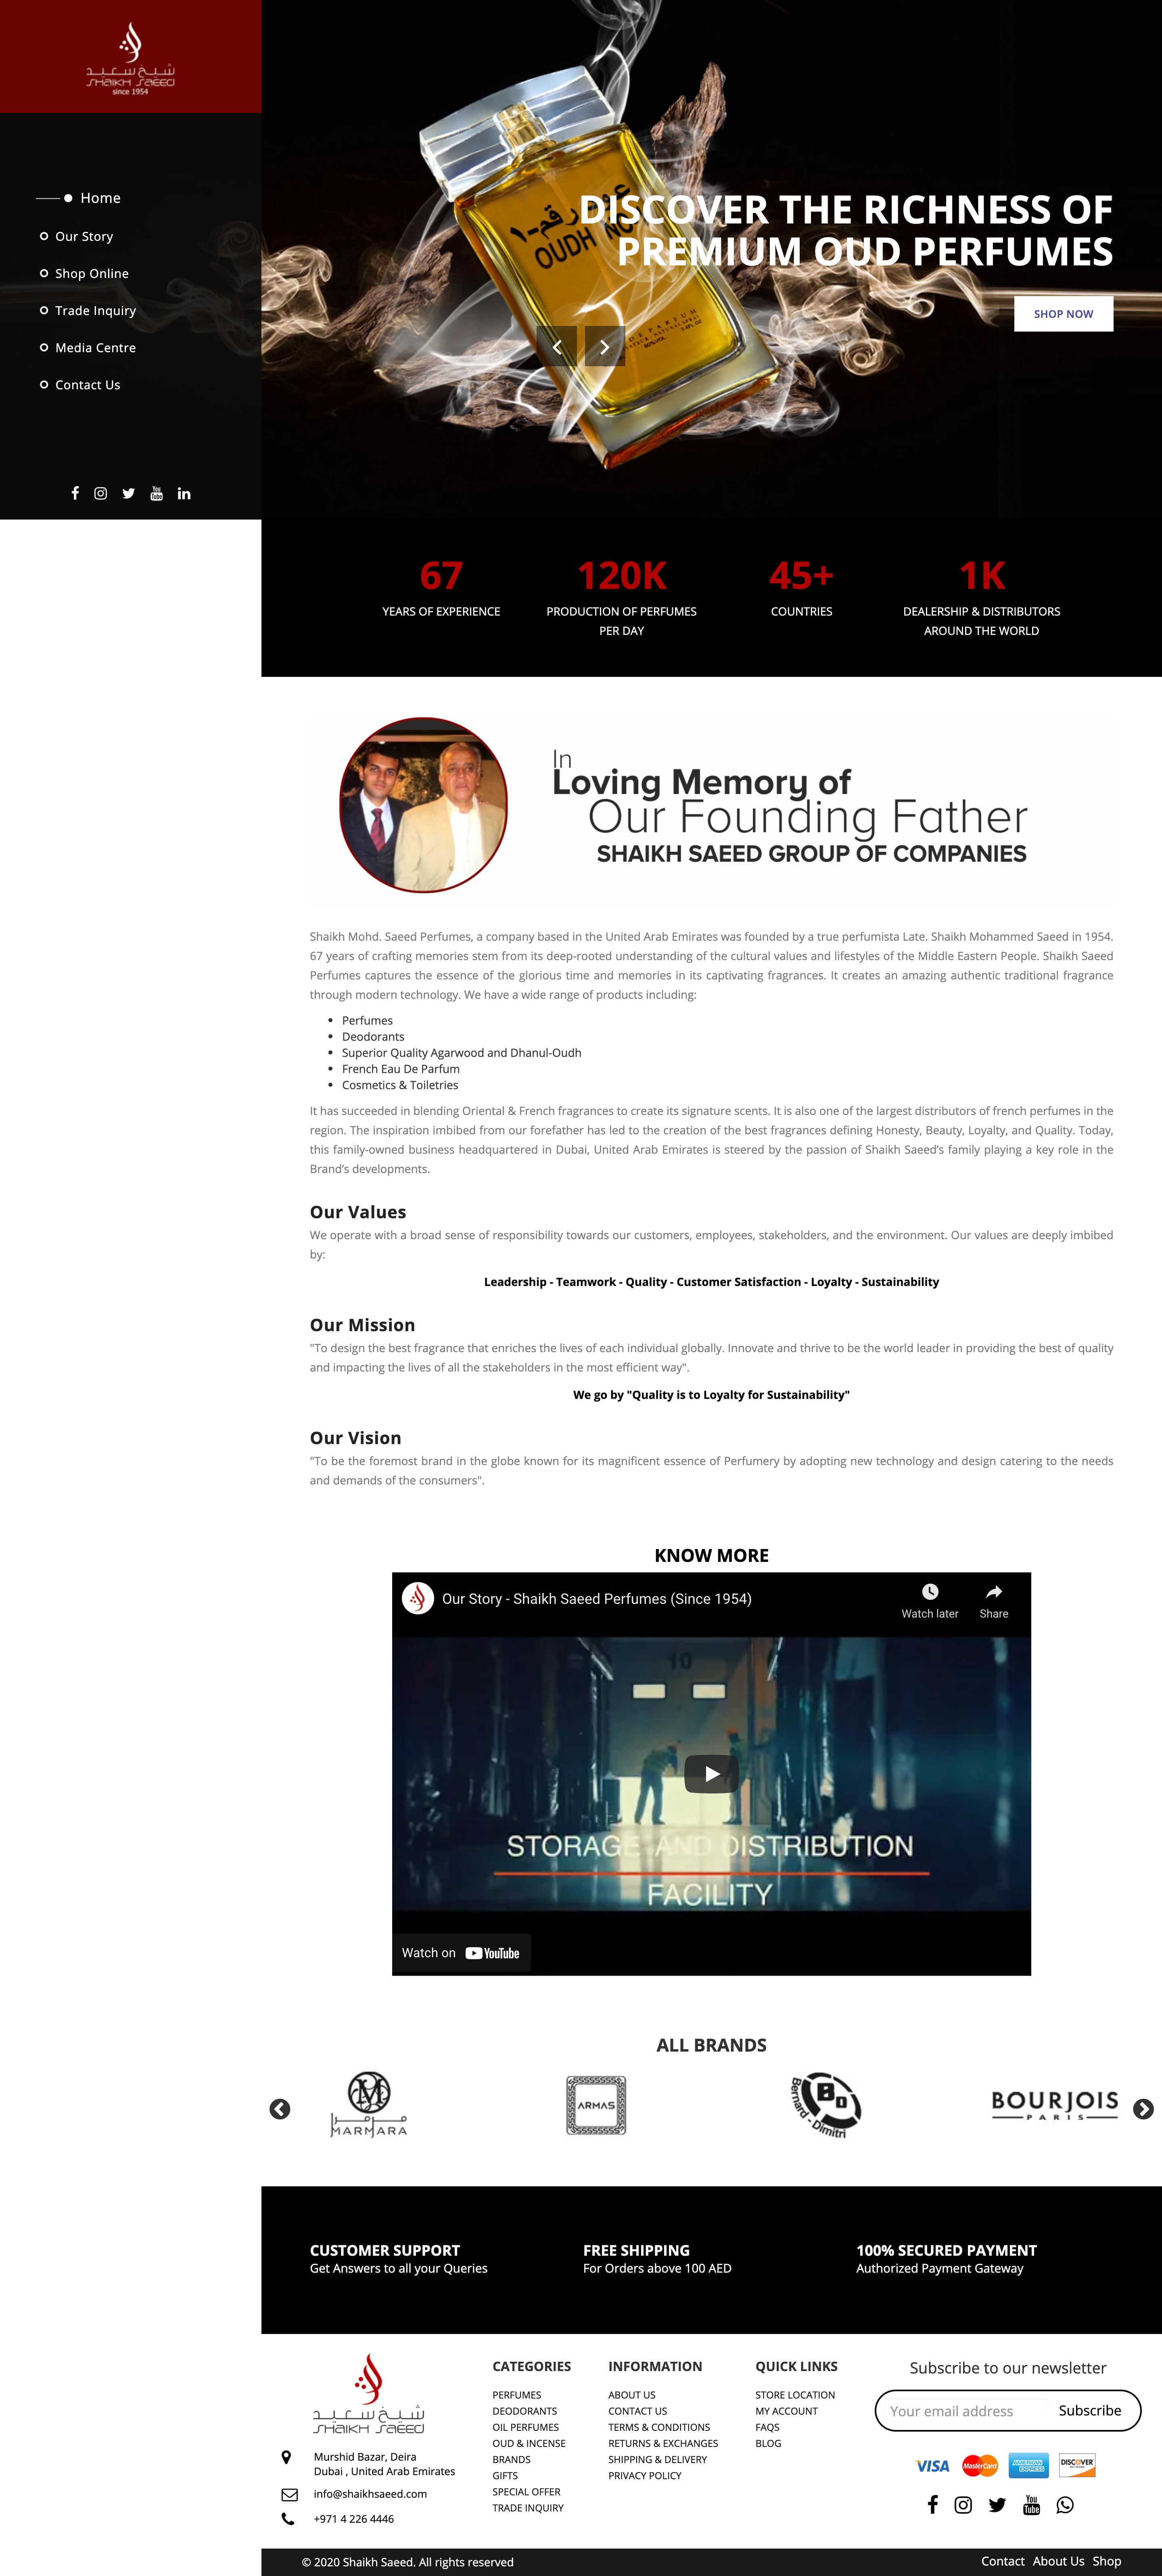 شيخ سعيد
SHAIKH SAEED
since 1954
Home
Our Story
Shop Online
Trade Inquiry
Media Centre
Contact Us
DISCOVER THE RICHNESS OF
PREMIUM OUD PERFUMES
SHOP NOW
67
YEARS OF EXPERIENCE
120K
PRODUCTION OF PERFUMES
PER DAY
45+
COUNTRIES
1K
DEALERSHIP & DISTRIBUTORS
AROUND THE WORLD
In
Loving Memory of
Our Founding Father
SHAIKH SAEED GROUP OF COMPANIES
Shaikh Mohd. Saeed Perfumes, a company based in the United Arab Emirates was founded by a true perfumista Late. Shaikh Mohammed Saeed in 1954.
67 years of crafting memories stem from its deep-rooted understanding of the cultural values and lifestyles of the Middle Eastern People. Shaikh Saeed
Perfumes captures the essence of the glorious time and memories in its captivating fragrances. It creates an amazing authentic traditional fragrance
through modern technology. We have a wide range of products including:
Perfumes
Deodorants
Superior Quality Agarwood and Dhanul-Oudh
French Eau De Parfum
Cosmetics & Toiletries
It has succeeded in blending Oriental & French fragrances to create its signature scents. It is also one of the largest distributors of french perfumes in the
region. The inspiration imbibed from our forefather has led to the creation of the best fragrances defining Honesty, Beauty, Loyalty, and Quality. Today,
this family-owned business headquartered in Dubai, United Arab Emirates is steered by the passion of Shaikh Saeed's family playing a key role in the
Brand's developments.
Our Values
We operate with a broad sense of responsibility towards our customers, employees, stakeholders, and the environment. Our values are deeply imbibed
by:
Leadership - Teamwork - Quality - Customer Satisfaction - Loyalty - Sustainability
Our Mission
"To design the best fragrance that enriches the lives of each individual globally. Innovate and thrive to be the world leader in providing the best of quality
and impacting the lives of all the stakeholders in the most efficient way".
We go by "Quality is to Loyalty for Sustainability"
Our Vision
"To be the foremost brand in the globe known for its magnificent essence of Perfumery by adopting new technology and design catering to the needs
and demands of the consumers".
KNOW MORE
Our Story - Shaikh Saeed Perfumes (Since 1954)
Watch later
Share
10
STORAGE AND DISTRIBUTION
FACILITY
Watch on YouTube
ALL BRANDS
MARMARA
ARMAS
BD
Bernard - Dimitri
BOURJOIS
PARIS
CUSTOMER SUPPORT
Get Answers to all your Queries
FREE SHIPPING
For Orders above 100 AED
100% SECURED PAYMENT
Authorized Payment Gateway
شيخ سعيد
SHAIKH SAEED
Murshid Bazar, Deira
Dubai , United Arab Emirates
info@shaikhsaeed.com
+971 4 226 4446
CATEGORIES
PERFUMES
DEODORANTS
OIL PERFUMES
OUD & INCENSE
BRANDS
GIFTS
SPECIAL OFFER
TRADE INQUIRY
INFORMATION
ABOUT US
CONTACT US
TERMS & CONDITIONS
RETURNS & EXCHANGES
SHIPPING & DELIVERY
PRIVACY POLICY
QUICK LINKS
STORE LOCATION
MY ACCOUNT
FAQS
BLOG
Subscribe to our newsletter
Your email address
Subscribe
VISA
MasterCard
AMERICAN EXPRESS
DISCOVER
© 2020 Shaikh Saeed. All rights reserved
Contact About Us Shop